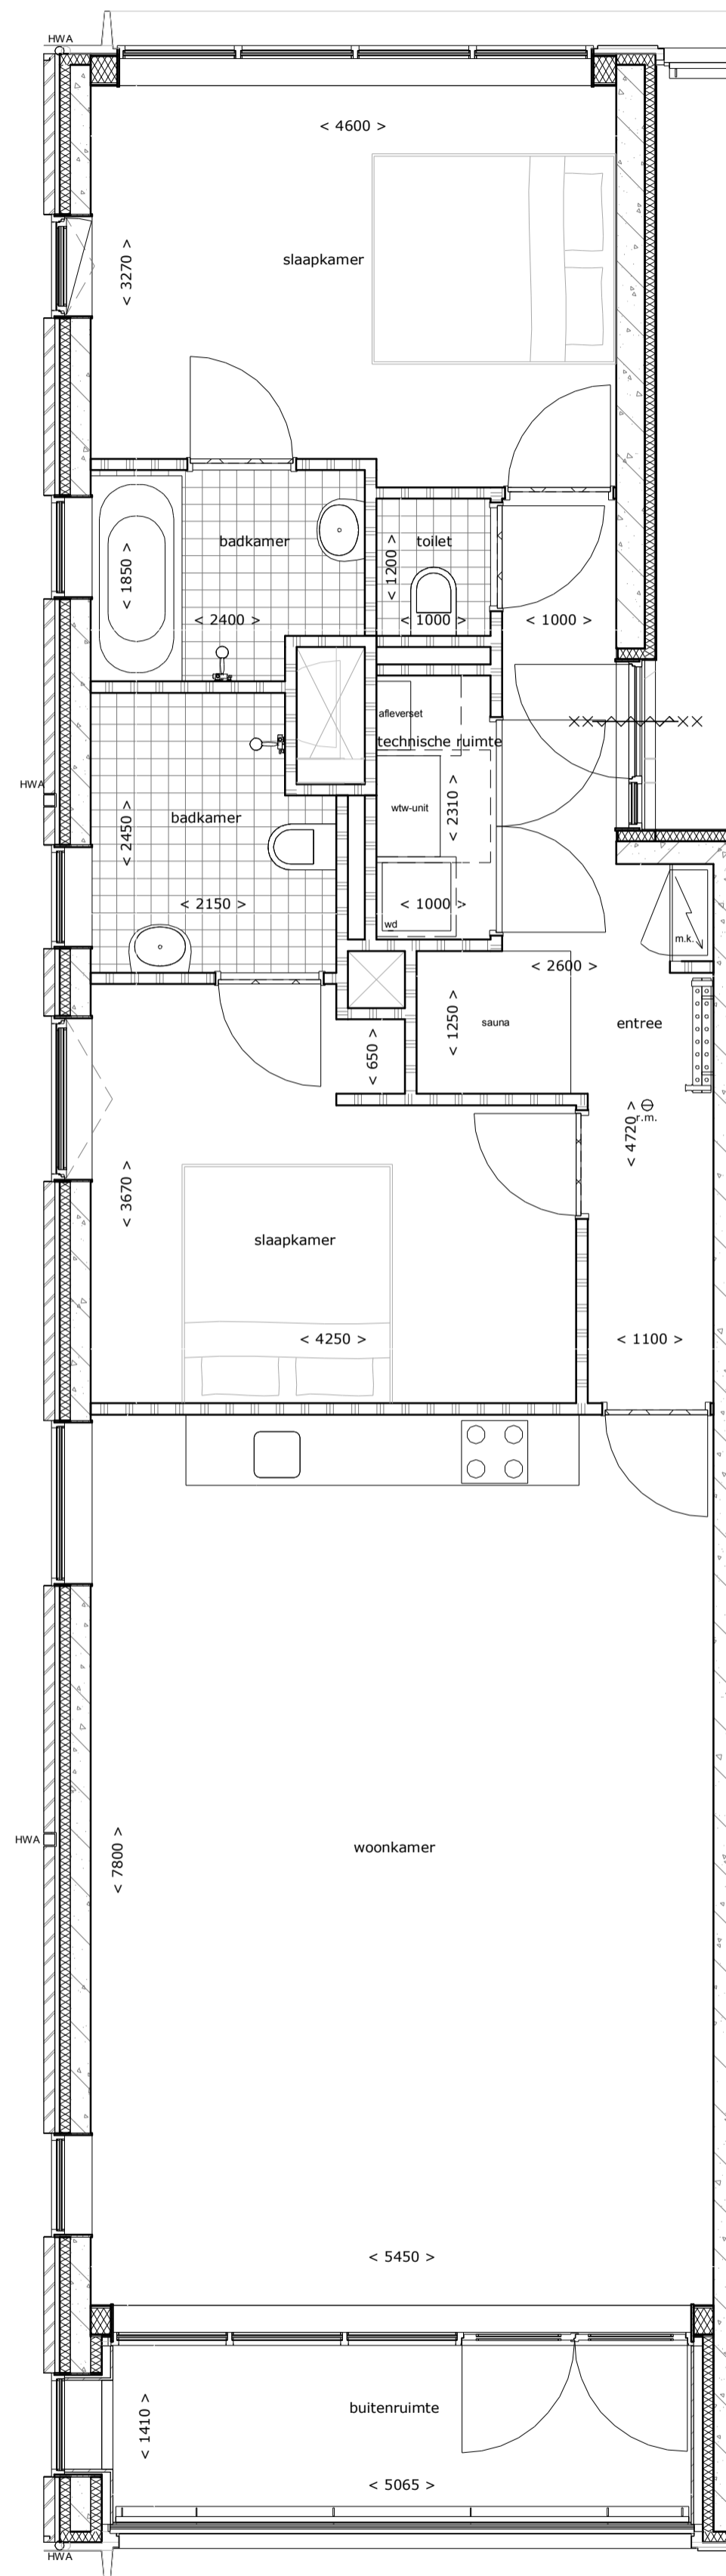 HWA
< 4600 >
< 3270 >
slaapkamer
badkamer
toilet
< 1850 >
< 1200 >
< 2400 >
< 1000 >
< 1000 >
afleverset
technische ruimte
HWA
wtw-unit
< 2310 >
badkamer
< 2450 >
< 2150 >
< 1000 >
wd
m.k.
< 2600 >
< 1250 >
sauna
entree
< 650 >
r.m.
< 4720 >
< 3670 >
slaapkamer
< 4250 >
< 1100 >
HWA
woonkamer
< 7800 >
< 5450 >
buitenruimte
< 1410 >
< 5065 >
HWA